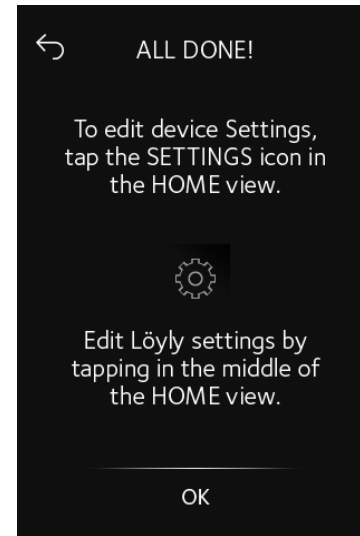 ALL DONE!
To edit device Settings,
tap the SETTINGS icon in
the HOME view.
Edit Löyly settings by
tapping in the middle of
the HOME view.
OK